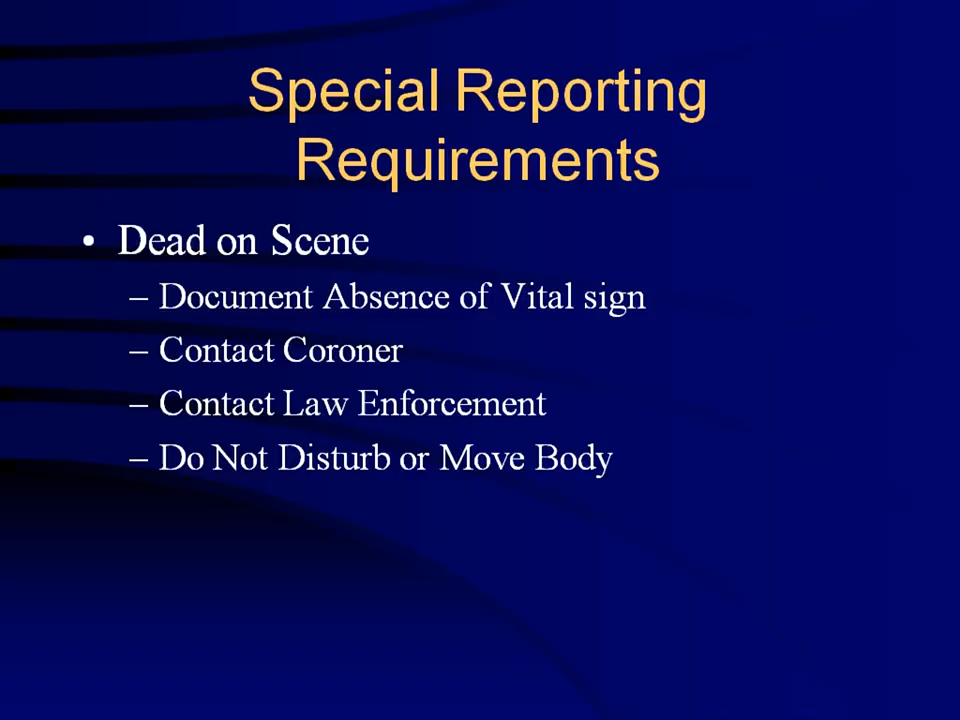 Special Reporting
Requirements
• Dead on Scene
– Document Absence of Vital sign
– Contact Coroner
– Contact Law Enforcement
– Do Not Disturb or Move Body